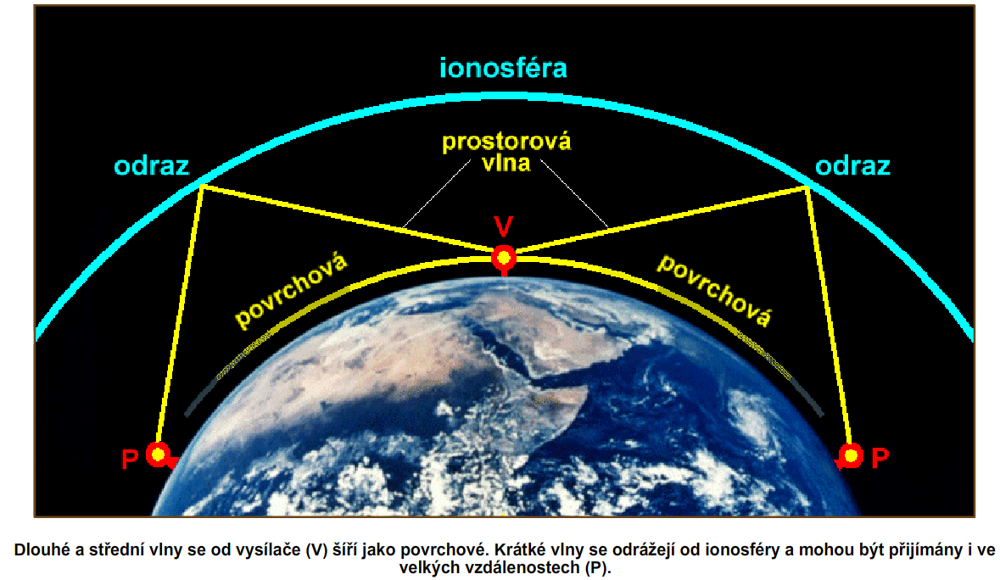 ionosféra
prostorová
vlna
odraz
odraz
V
povrchová
povrchová
P
P
Dlouhé a střední vlny se od vysílače (V) šíří jako povrchové. Krátké vlny se odrážejí od ionosféry a mohou být přijímány i ve
velkých vzdálenostech (P).